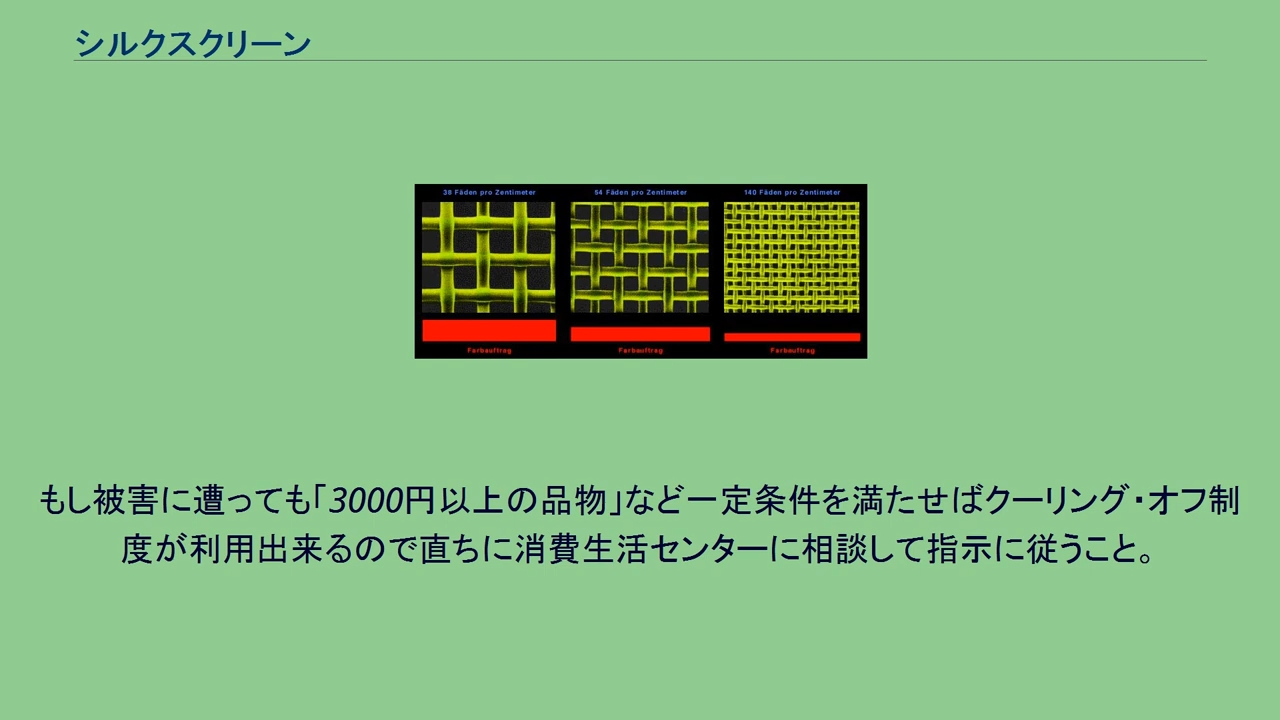 シルクスクリーン
38 Fäden pro Zentimeter
54 Fäden pro Zentimeter
140 Fäden pro Zentimeter
Farbauftrag
Farbauftrag
Farbauftrag
もし被害に遭っても「3000円以上の品物」など一定条件を満たせばクーリング・オフ制
度が利用出来るので直ちに消費生活センターに相談して指示に従うこと。